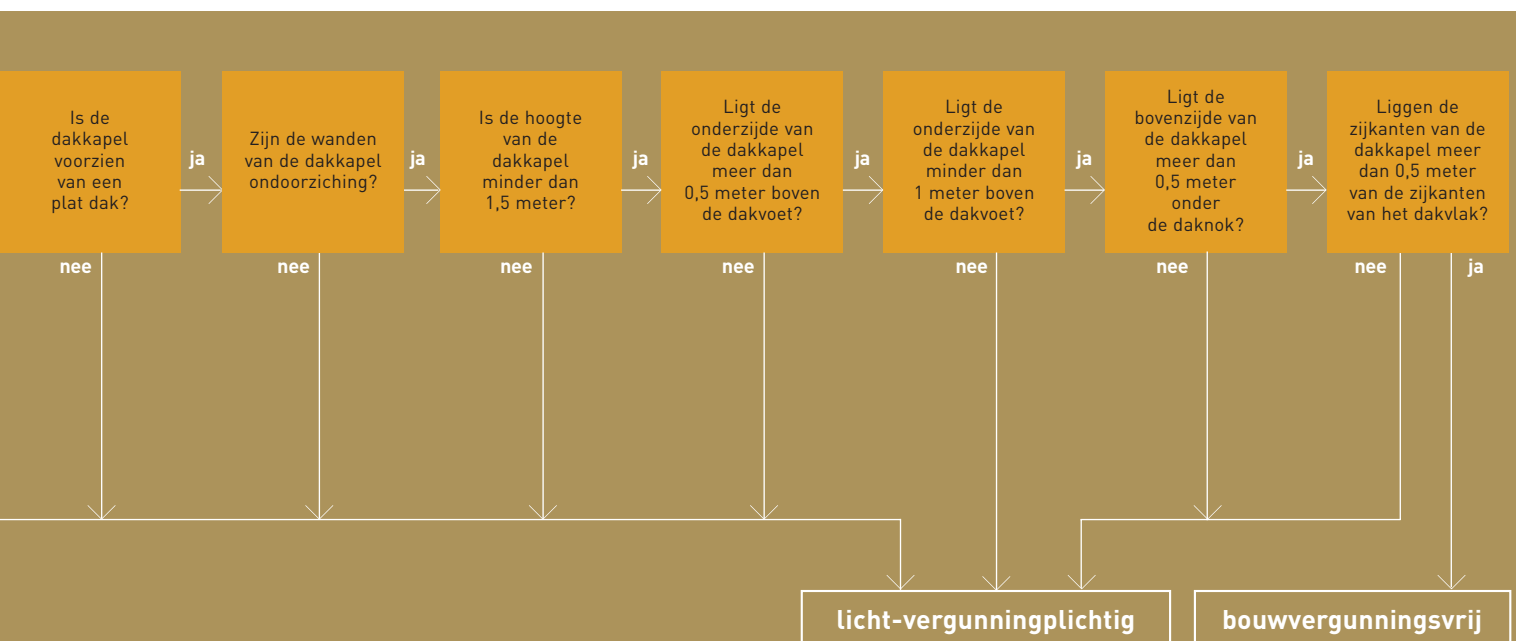 Is de
dakkapel
voorzien
van een
plat dak?
ja
nee
Zijn de wanden
van de dakkapel
ondoorziching?
ja
nee
Is de hoogte
van de
dakkapel
minder dan
1,5 meter?
ja
nee
Ligt de
onderzijde van
de dakkapel
meer dan
0,5 meter boven
de dakvoet?
ja
nee
Ligt de
onderzijde van
de dakkapel
minder dan
1 meter boven
de dakvoet?
ja
nee
Ligt de
bovenzijde van
de dakkapel
meer dan
0,5 meter
onder
de daknok?
ja
nee
Liggen de
zijkanten van de
dakkapel meer
dan 0,5 meter
van de zijkanten
van het dakvlak?
nee
ja
licht-vergunningplichtig
bouwvergunningsvrij